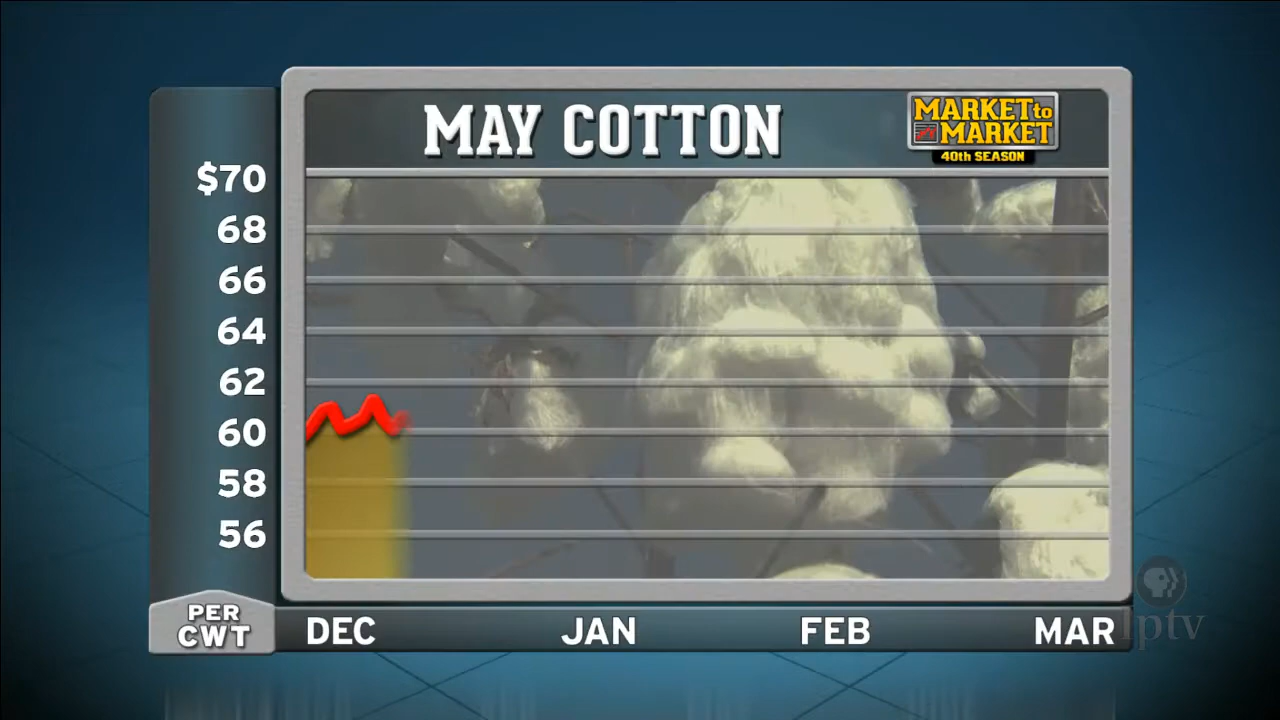 MAY COTTON
MARKET to
MARKET
40th SEASON
$70
68
66
64
62
60
58
56
PER
CWT
DEC
JAN
FEB
MAR
iptv